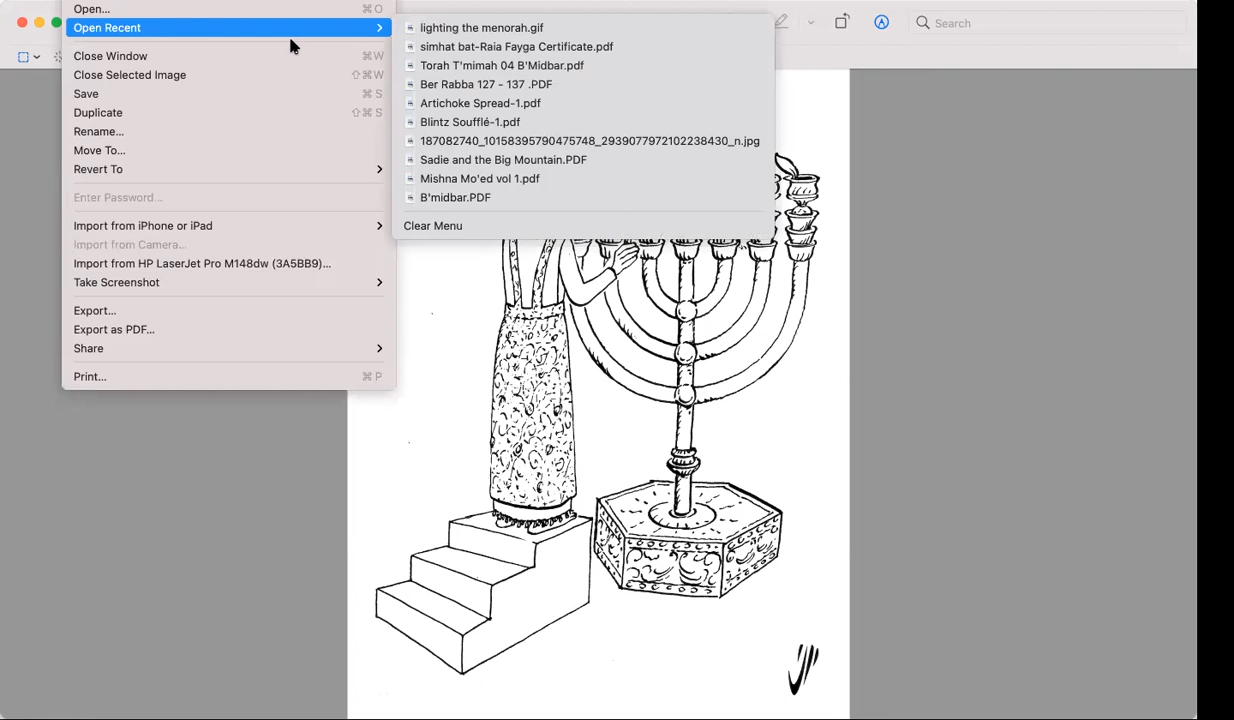 Open... ⌘O
Open Recent
Close Window ⌘W
Close Selected Image ⇧⌘W
Save ⌘S
Duplicate ⇧⌘S
Rename...
Move To...
Revert To
Enter Password...
Import from iPhone or iPad
Import from Camera...
Import from HP LaserJet Pro M148dw (3A5BB9)...
Take Screenshot
Export...
Export as PDF...
Share
Print... ⌘P
lighting the menorah.gif
simhat bat-Raia Fayga Certificate.pdf
Torah T'mimah 04 B'Midbar.pdf
Ber Rabba 127 - 137 .PDF
Artichoke Spread-1.pdf
Blintz Soufflé-1.pdf
187082740_10158395790475748_2939077972102238430_n.jpg
Sadie and the Big Mountain.PDF
Mishna Mo'ed vol 1.pdf
B'midbar.PDF
Clear Menu
Search